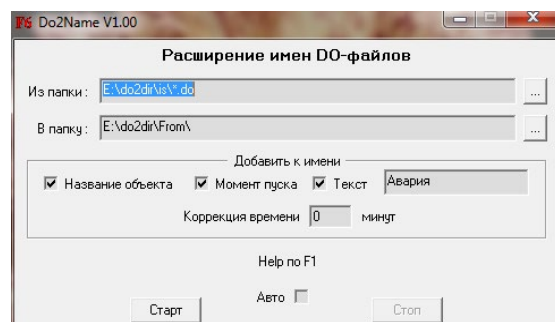 Do2Name V1.00
Расширение имен DO-файлов
Из папки: E:\do2dir\is\*.do ...
В папку: E:\do2dir\From\ ...
Добавить к имени
Название объекта Момент пуска Текст Авария
Коррекция времени 0 минут
Help по F1
Авто
Старт Стоп